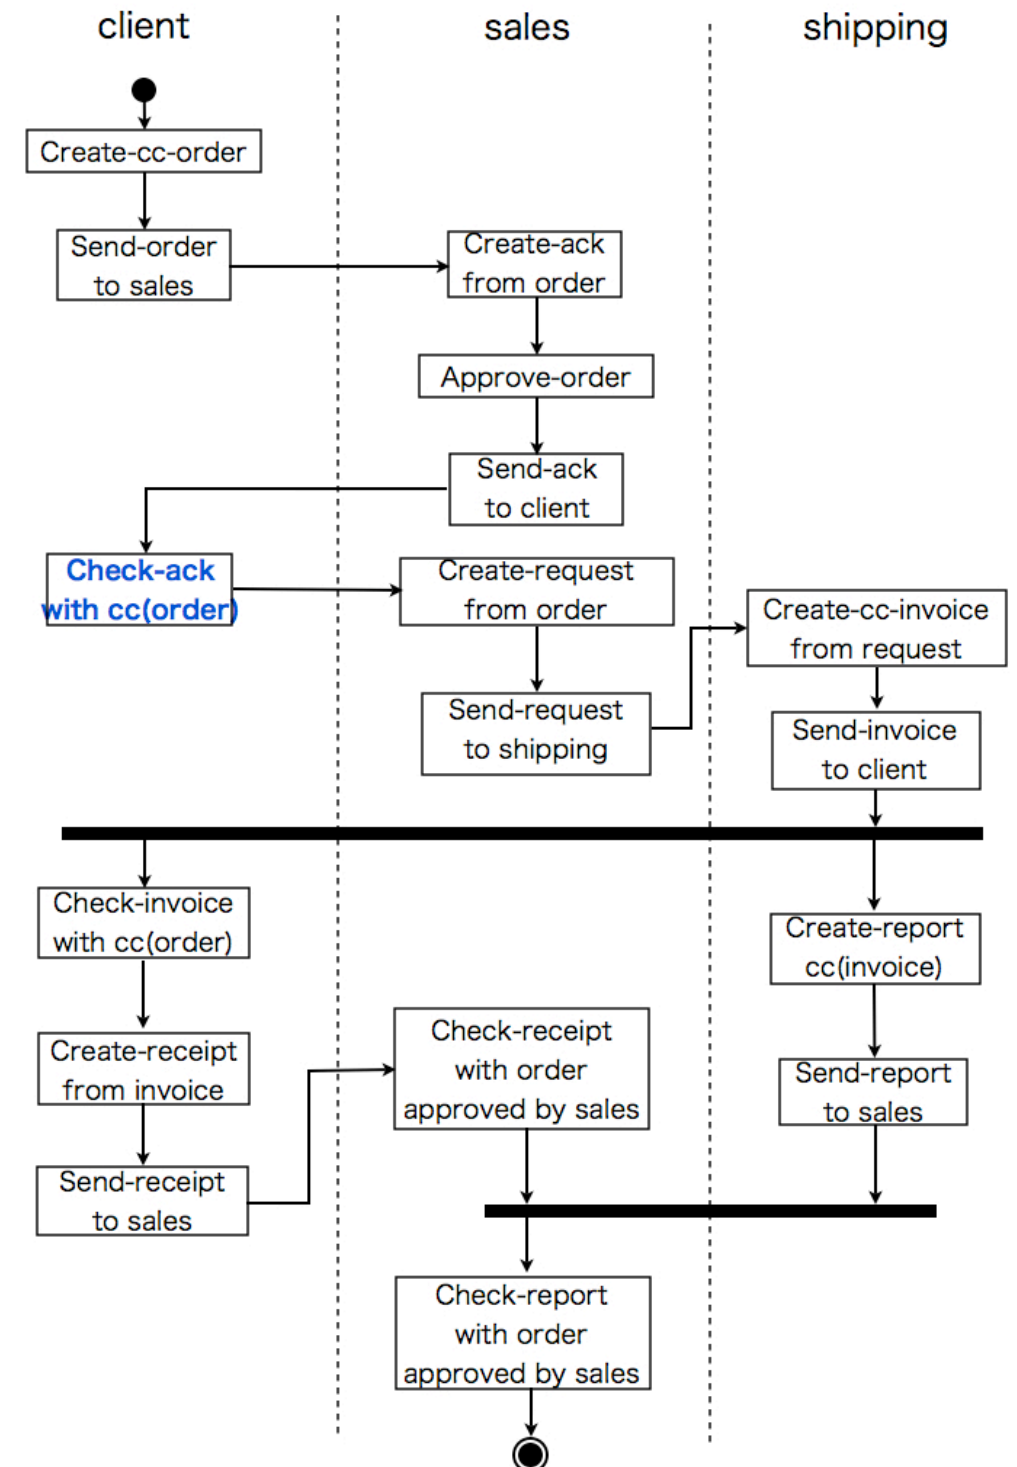 client
sales
shipping
Create-cc-order
Send-order
to sales
Create-ack
from order
Approve-order
Send-ack
to client
Check-ack
with cc(order)
Create-request
from order
Send-request
to shipping
Create-cc-invoice
from request
Send-invoice
to client
Check-invoice
with cc(order)
Create-receipt
from invoice
Send-receipt
to sales
Check-receipt
with order
approved by sales
Create-report
cc(invoice)
Send-report
to sales
Check-report
with order
approved by sales